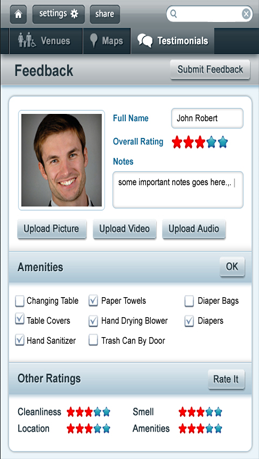 settings share
Venues Maps Testimonials
Feedback Submit Feedback
Full Name John Robert
Overall Rating
Notes
some important notes goes here.,. |
Upload Picture Upload Video Upload Audio
Amenities OK
Changing Table Paper Towels Diaper Bags
Table Covers Hand Drying Blower Diapers
Hand Sanitizer Trash Can By Door
Other Ratings Rate It
Cleanliness Smell
Location Amenities